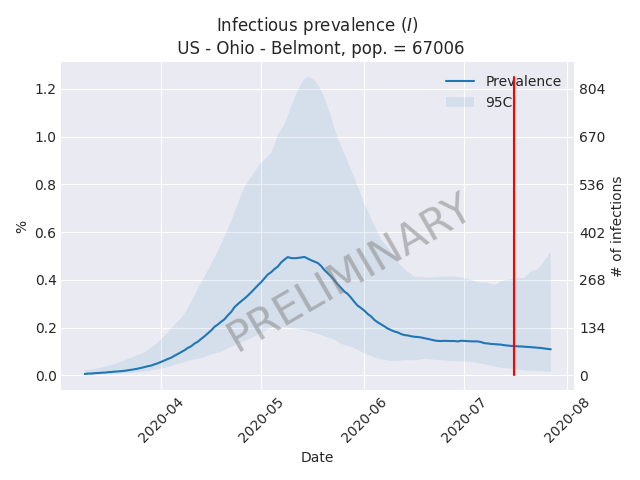 Infectious prevalence (I)
US - Ohio - Belmont, pop. = 67006
Prevalence
95C
PRELIMINARY
%
1.2
1.0
0.8
0.6
0.4
0.2
0.0
804
670
536
402
268
134
0
# of infections
2020-04
2020-05
2020-06
2020-07
2020-08
Date